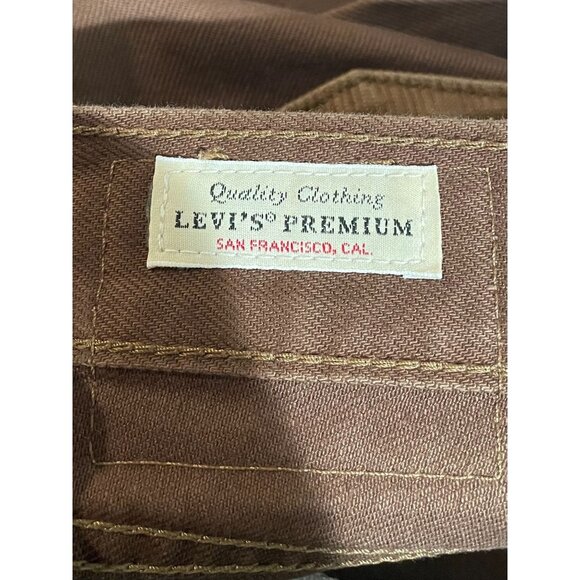 Quality Clothing
LEVI'S® PREMIUM
SAN FRANCISCO, CAL.